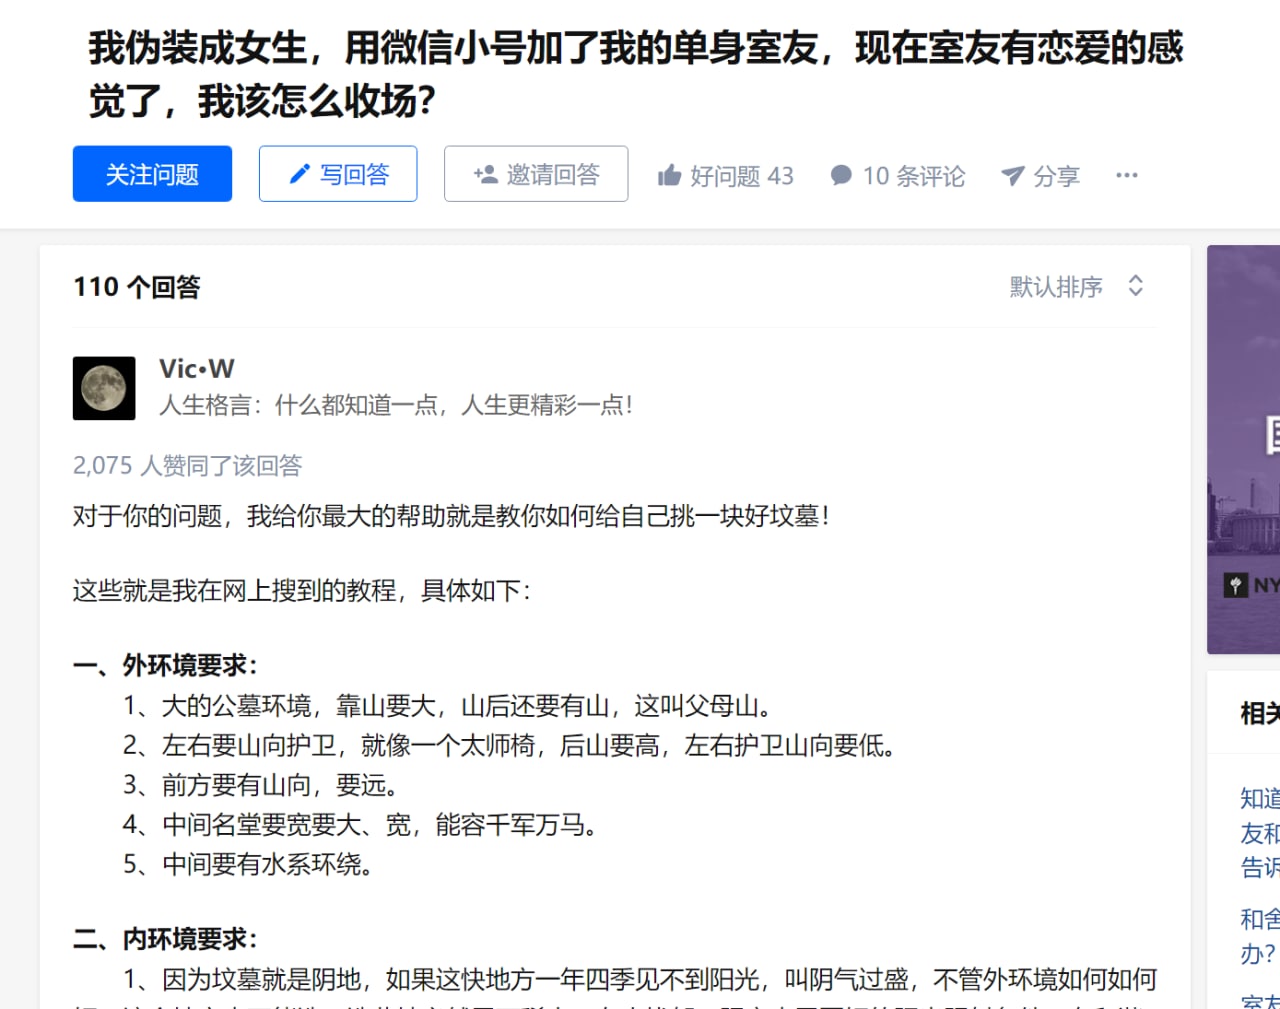 我伪装成女生，用微信小号加了我的单身室友，现在室友有恋爱的感
觉了，我该怎么收场？
关注问题
写回答
邀请回答
好问题 43
10 条评论
分享
110 个回答
默认排序
Vic•W
人生格言：什么都知道一点，人生更精彩一点！
2,075 人赞同了该回答
对于你的问题，我给你最大的帮助就是教你如何给自己挑一块好坟墓！
这些就是我在网上搜到的教程，具体如下：
一、外环境要求：
1、大的公墓环境，靠山要大，山后还要有山，这叫父母山。
2、左右要山向护卫，就像一个太师椅，后山要高，左右护卫山向要低。
3、前方要有山向，要远。
4、中间名堂要宽要大、宽，能容千军万马。
5、中间要有水系环绕。
二、内环境要求：
1、因为坟墓就是阴地，如果这快地方一年四季见不到阳光，叫阴气过盛，不管外环境如何如何
NY
相关
知道
友和
告诉
和舍
办？
室友